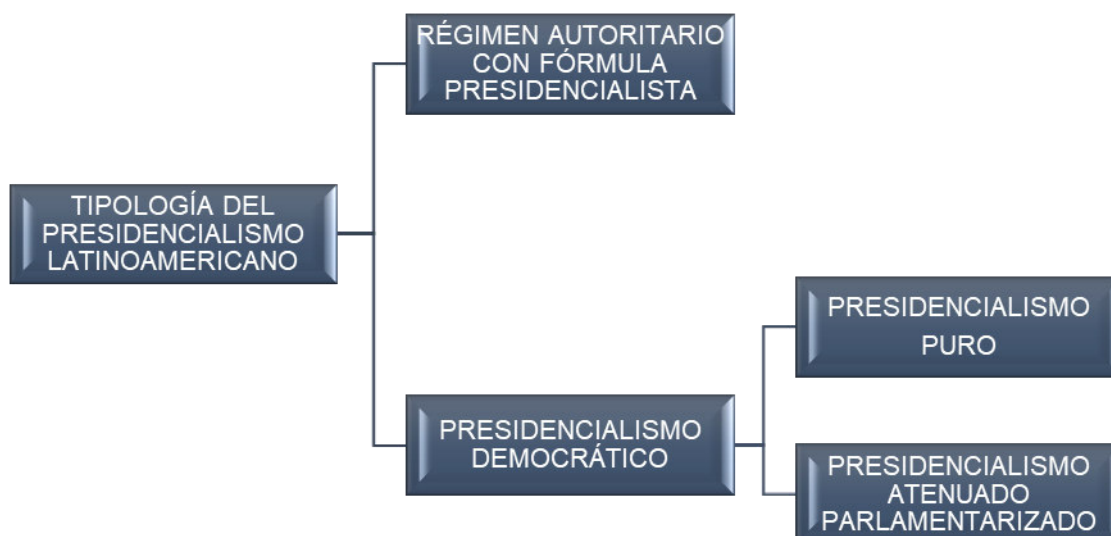 RÉGIMEN AUTORITARIO
CON FÓRMULA
PRESIDENCIALISTA
TIPOLOGÍA DEL
PRESIDENCIALISMO
LATINOAMERICANO
PRESIDENCIALISMO
PURO
PRESIDENCIALISMO
DEMOCRÁTICO
PRESIDENCIALISMO
ATENUADO
PARLAMENTARIZADO